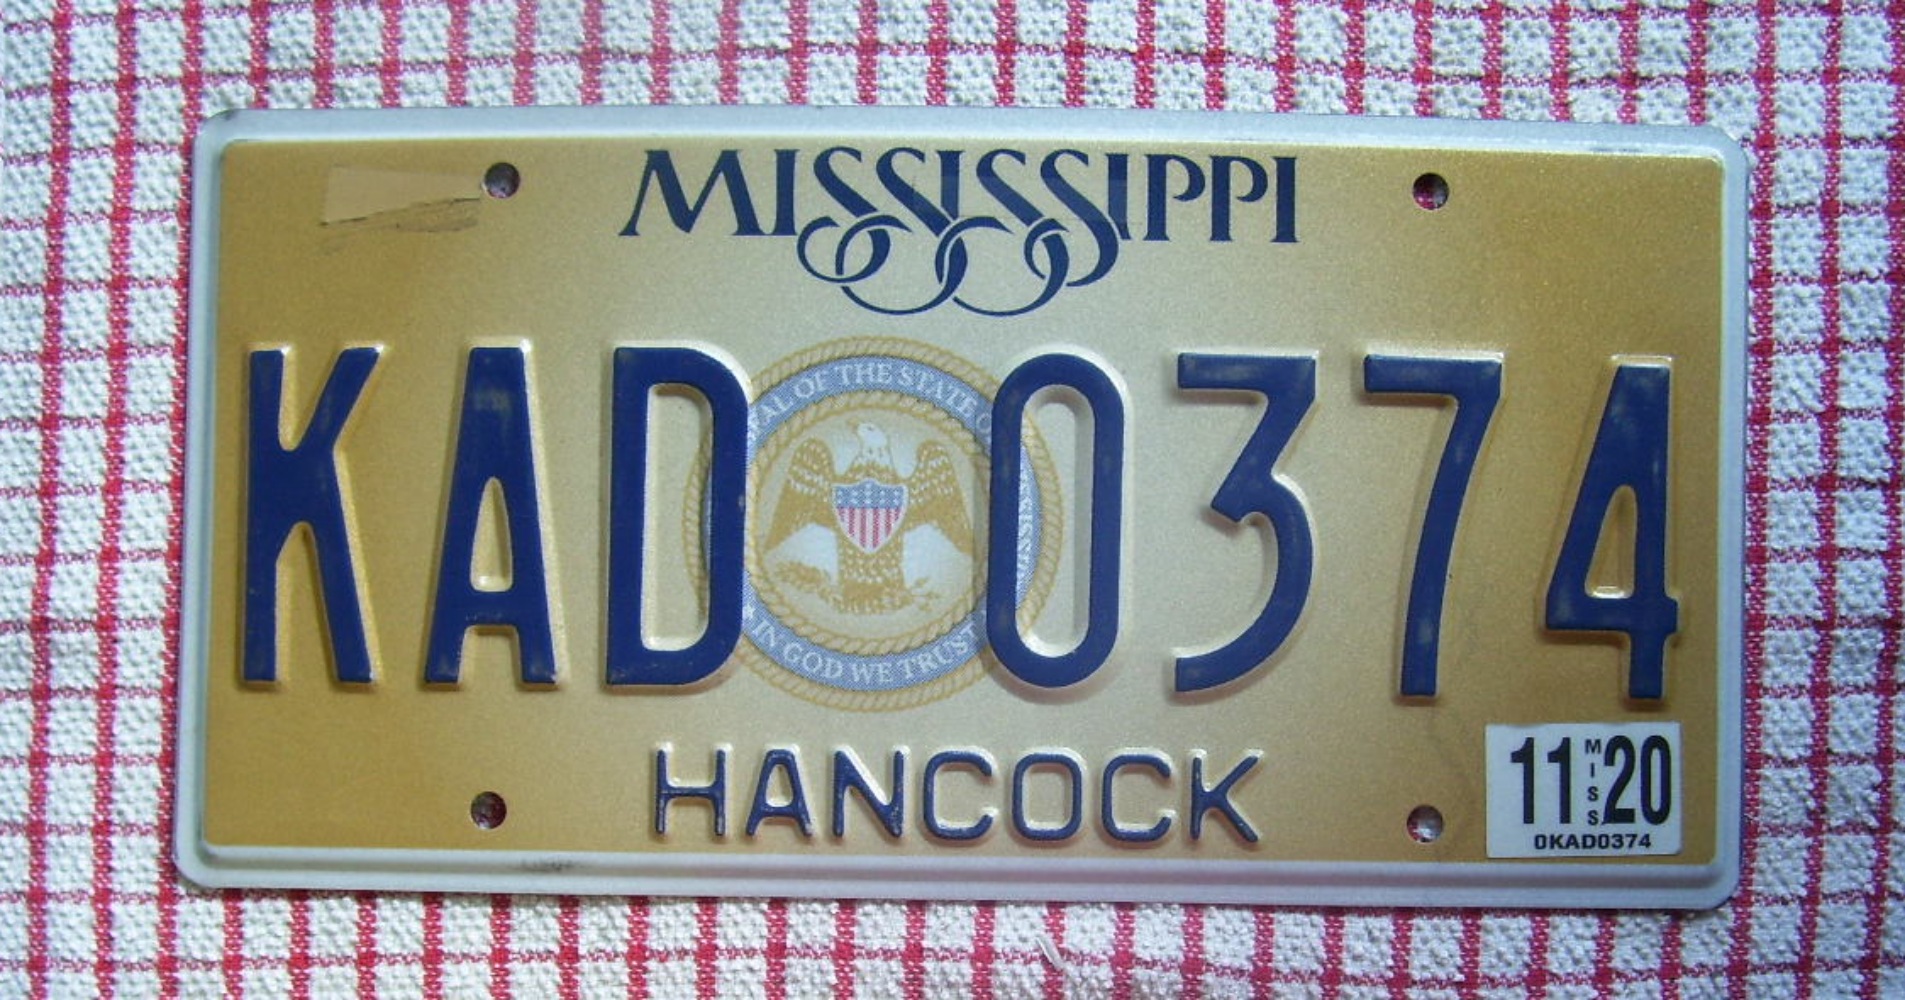 MISSISSIPPI
KAD 0374
SEAL OF THE STATE OF MISSISSIPPI
IN GOD WE TRUST
HANCOCK
11 MISS. 20
0KAD0374